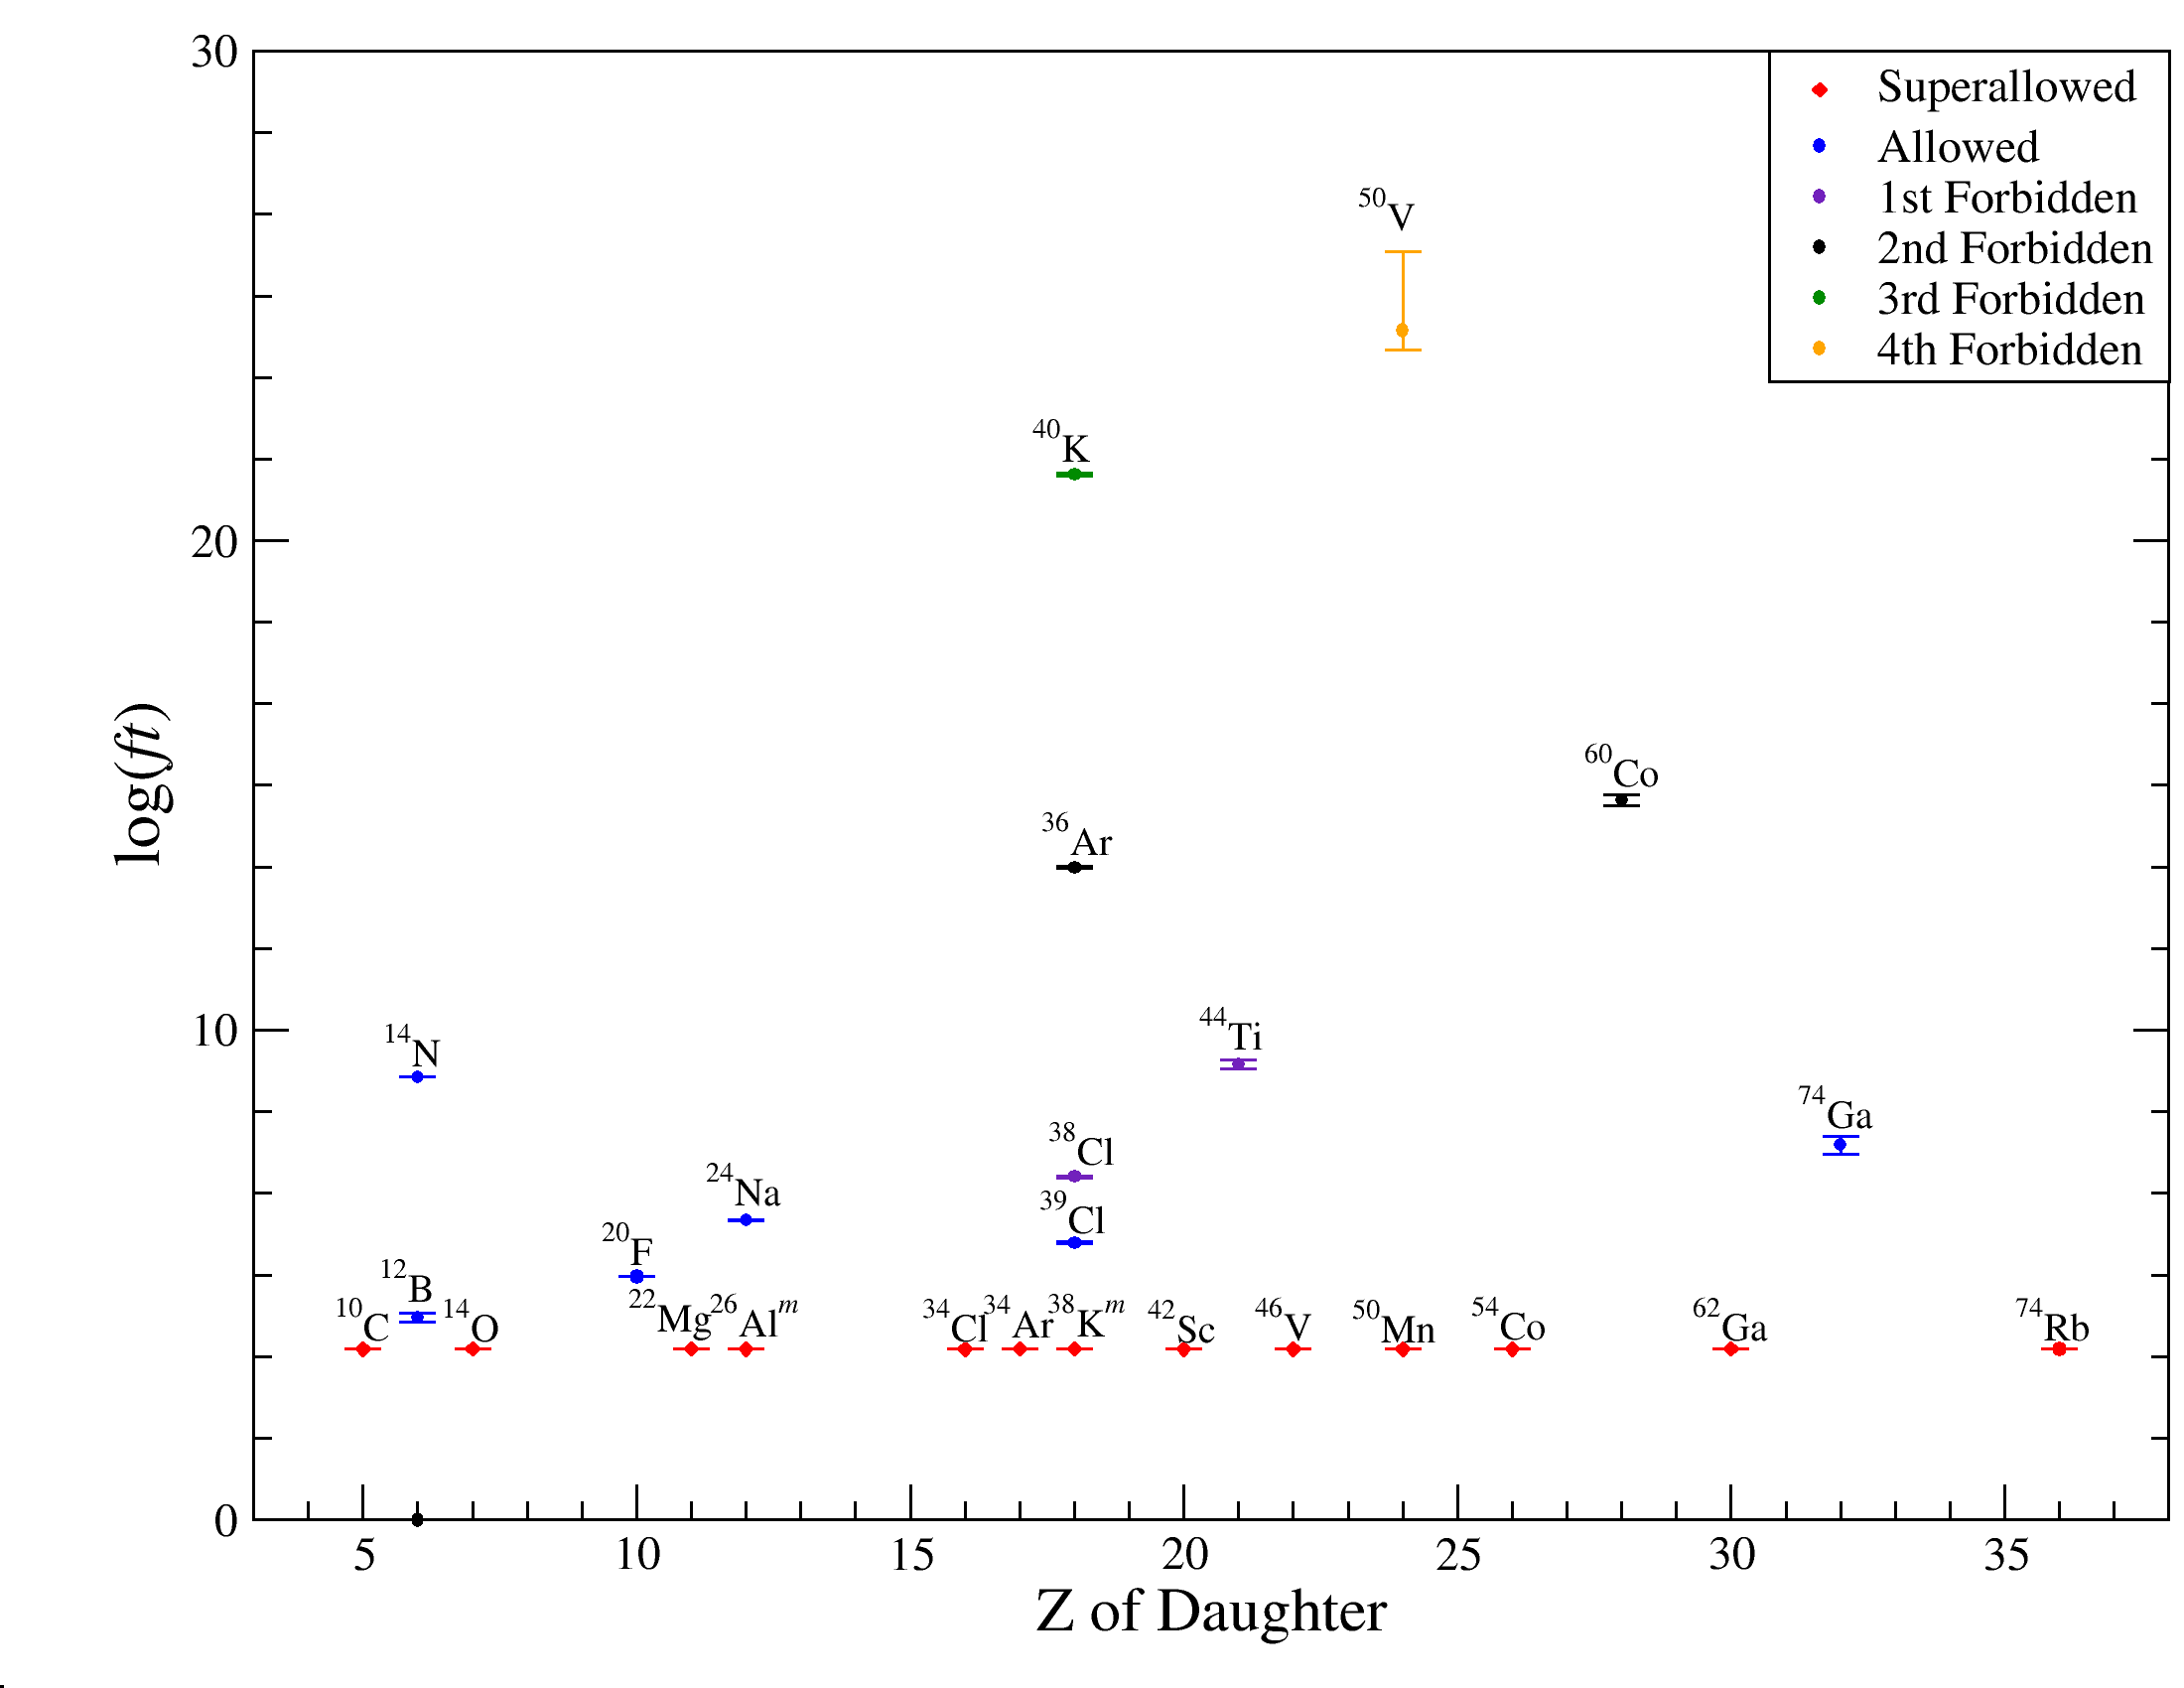 30
Superallowed
Allowed
1st Forbidden
2nd Forbidden
3rd Forbidden
4th Forbidden
⁵⁰V
⁴⁰K
20
log(ft)
⁶⁰Co
³⁶Ar
10
¹⁴N
⁴⁴Ti
⁷⁴Ga
³⁸Cl
²⁴Na
³⁹Cl
²⁰F
¹²B
¹⁰C ¹⁴O ²²Mg ²⁶Alᵐ ³⁴Cl ³⁴Ar ³⁸Kᵐ ⁴²Sc ⁴⁶V ⁵⁰Mn ⁵⁴Co ⁶²Ga ⁷⁴Rb
0
5 10 15 20 25 30 35
Z of Daughter